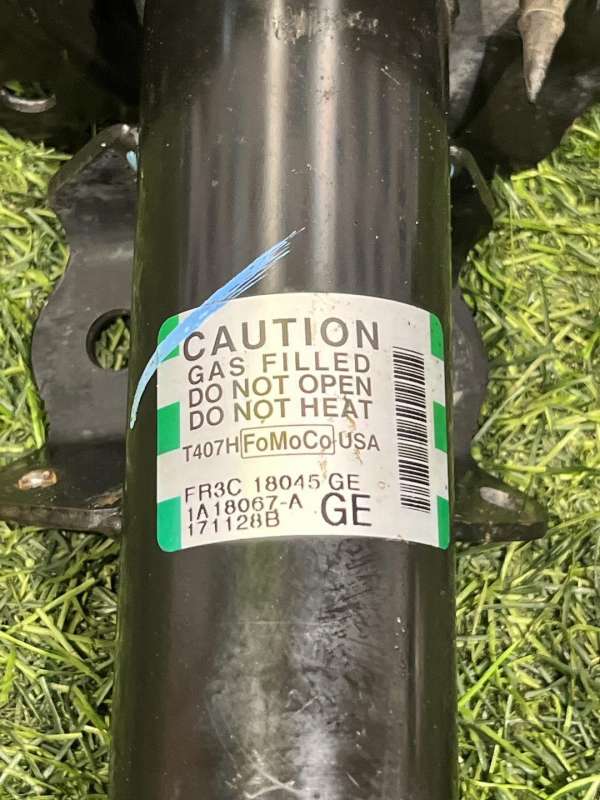 CAUTION
GAS FILLED
DO NOT OPEN
DO NOT HEAT
T407H FoMoCo USA
FR3C 18045 GE
1A18067-A
171128B GE